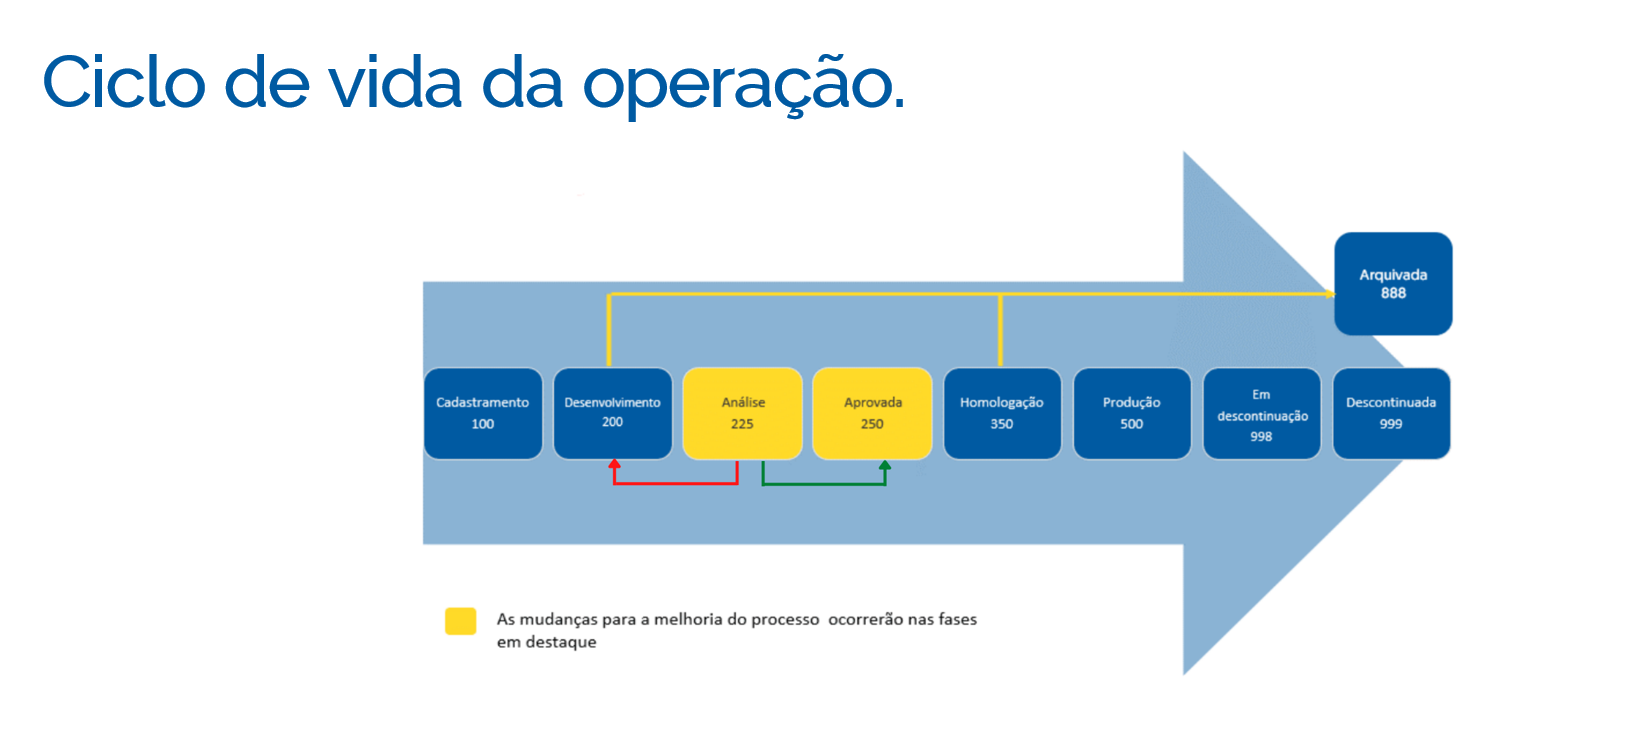 Ciclo de vida da operação.
Arquivada
888
Cadastramento
100
Desenvolvimento
200
Análise
225
Aprovada
250
Homologação
350
Produção
500
Em
descontinuação
998
Descontinuada
999
As mudanças para a melhoria do processo ocorrerão nas fases
em destaque